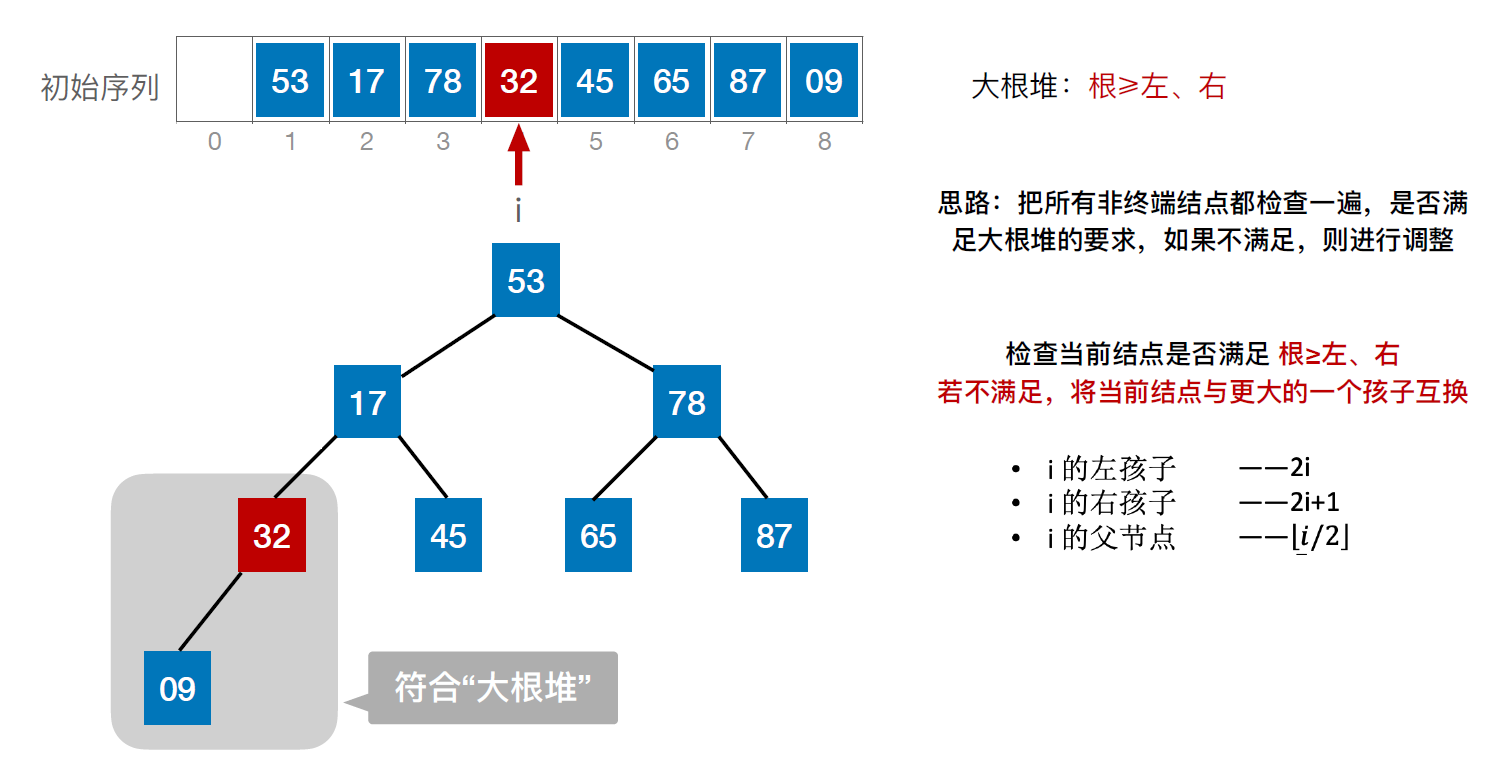 初始序列 53 17 78 32 45 65 87 09
0 1 2 3 5 6 7 8
i
大根堆：根≥左、右
思路：把所有非终端结点都检查一遍，是否满
足大根堆的要求，如果不满足，则进行调整
检查当前结点是否满足 根≥左、右
若不满足，将当前结点与更大的一个孩子互换
• i 的左孩子 ——2i
• i 的右孩子 ——2i+1
• i 的父节点 ——⌊i/2⌋
53
17 78
32 45 65 87
09
符合“大根堆”